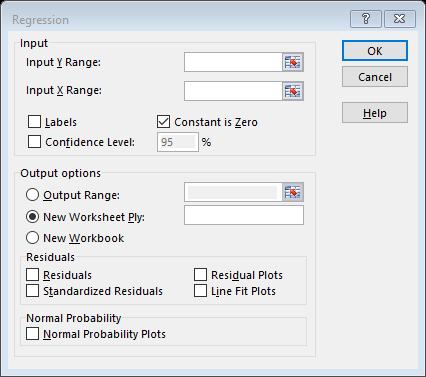 Regression
Input
Input Y Range:
Input X Range:
Labels
Constant is Zero
Confidence Level:
95 %
Output options
Output Range:
New Worksheet Ply:
New Workbook
Residuals
Residuals
Residual Plots
Standardized Residuals
Line Fit Plots
Normal Probability
Normal Probability Plots
?
OK
Cancel
Help